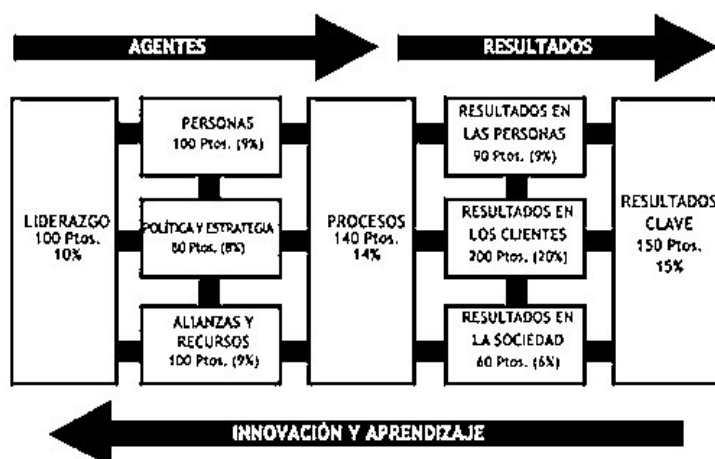 AGENTES
RESULTADOS
LIDERAZGO
100 Ptos.
10%
PERSONAS
100 Ptos. (9%)
POLÍTICA Y ESTRATEGIA
80 Ptos. (8%)
ALIANZAS Y
RECURSOS
100 Ptos. (9%)
PROCESOS
140 Ptos.
14%
RESULTADOS EN
LAS PERSONAS
90 Ptos. (9%)
RESULTADOS EN
LOS CLIENTES
200 Ptos. (20%)
RESULTADOS EN
LA SOCIEDAD
60 Ptos. (6%)
RESULTADOS
CLAVE
150 Ptos.
15%
INNOVACIÓN Y APRENDIZAJE